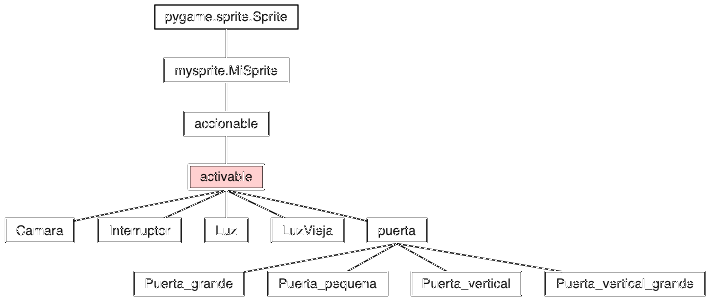 pygame.sprite.Sprite
mysprite.MiSprite
accionable
activable
Camara Interruptor Luz LuzVieja puerta
Puerta_grande Puerta_pequena Puerta_vertical Puerta_vertical_grande